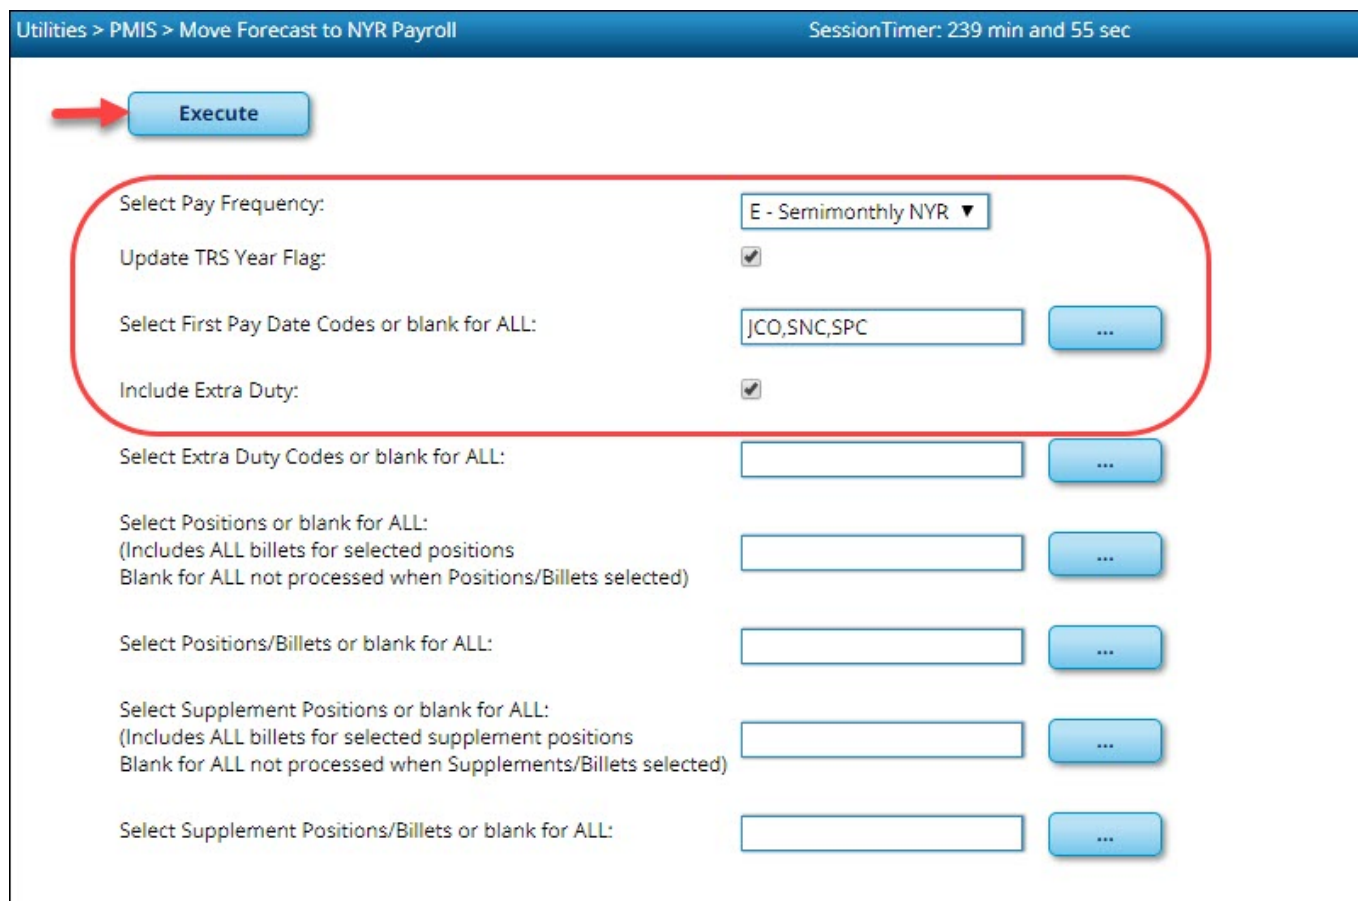 Utilities > PMIS > Move Forecast to NYR Payroll
SessionTimer: 239 min and 55 sec
Execute
Select Pay Frequency:
E - Semimonthly NYR ▼
Update TRS Year Flag:
Select First Pay Date Codes or blank for ALL:
JCO,SNC,SPC
...
Include Extra Duty:
Select Extra Duty Codes or blank for ALL:
...
Select Positions or blank for ALL:
(Includes ALL billets for selected positions
Blank for ALL not processed when Positions/Billets selected)
...
Select Positions/Billets or blank for ALL:
...
Select Supplement Positions or blank for ALL:
(Includes ALL billets for selected supplement positions
Blank for ALL not processed when Supplements/Billets selected)
...
Select Supplement Positions/Billets or blank for ALL:
...